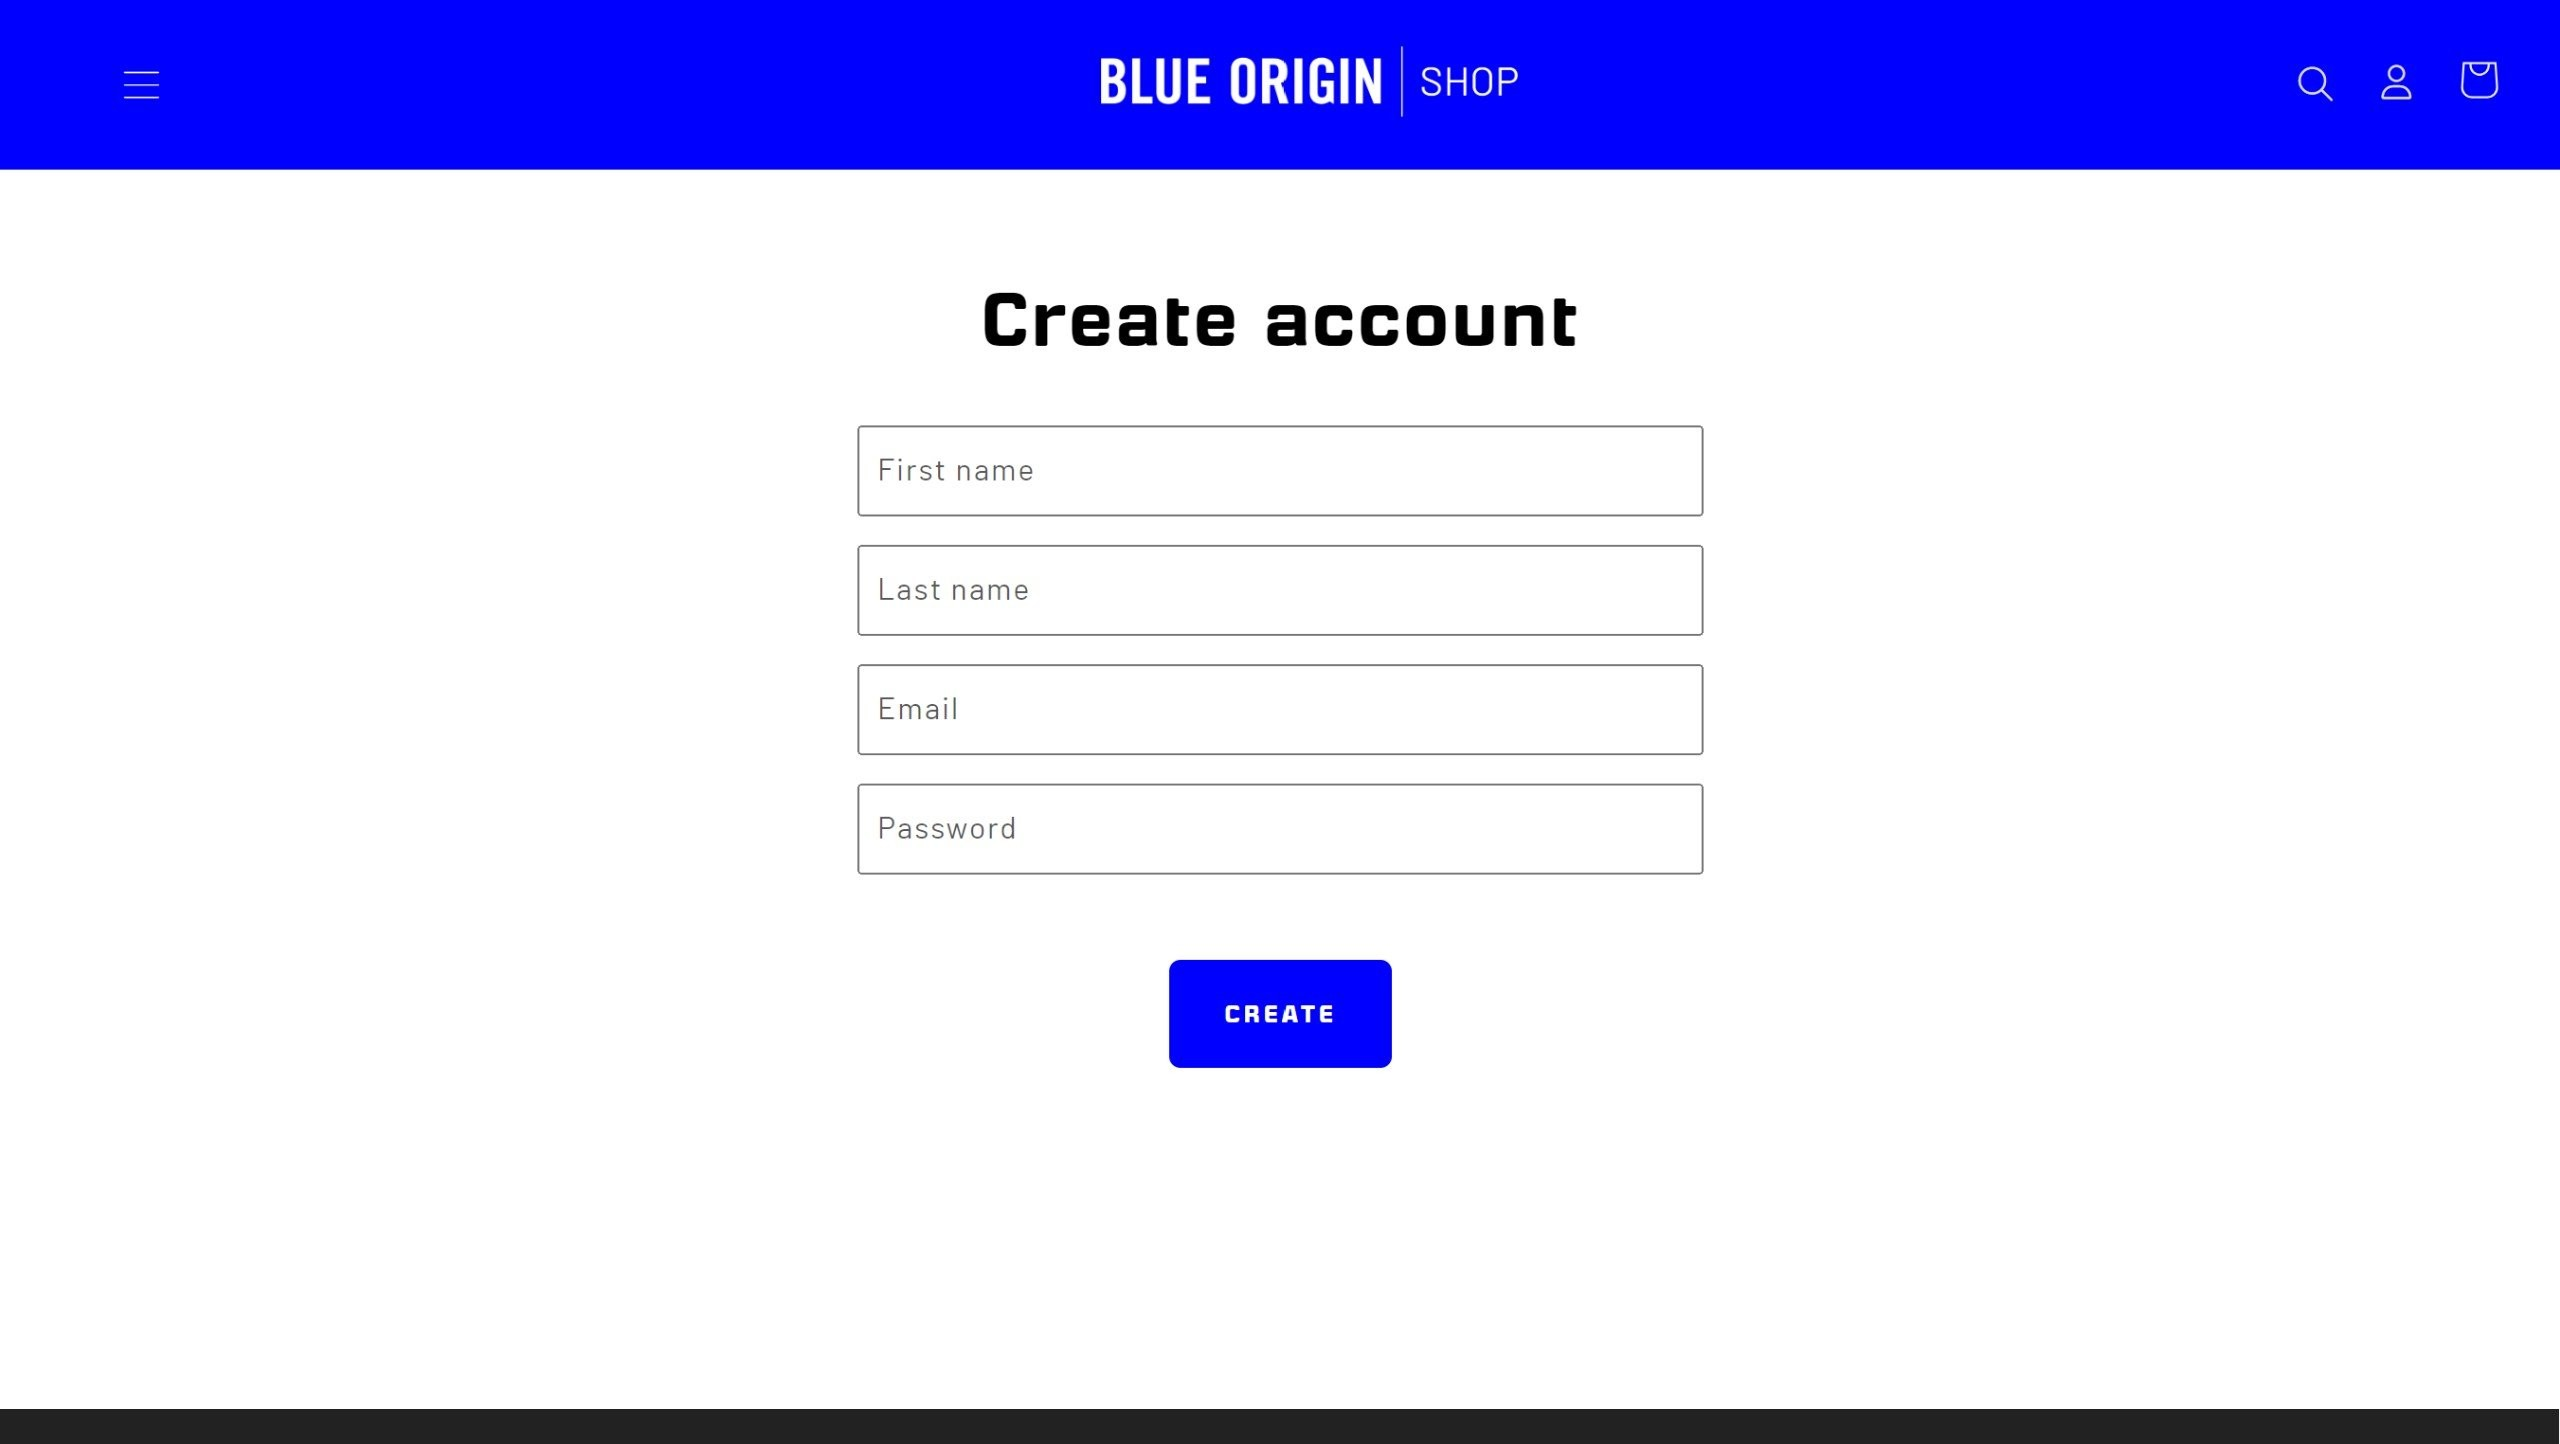 BLUE ORIGIN | SHOP
Create account
First name
Last name
Email
Password
CREATE